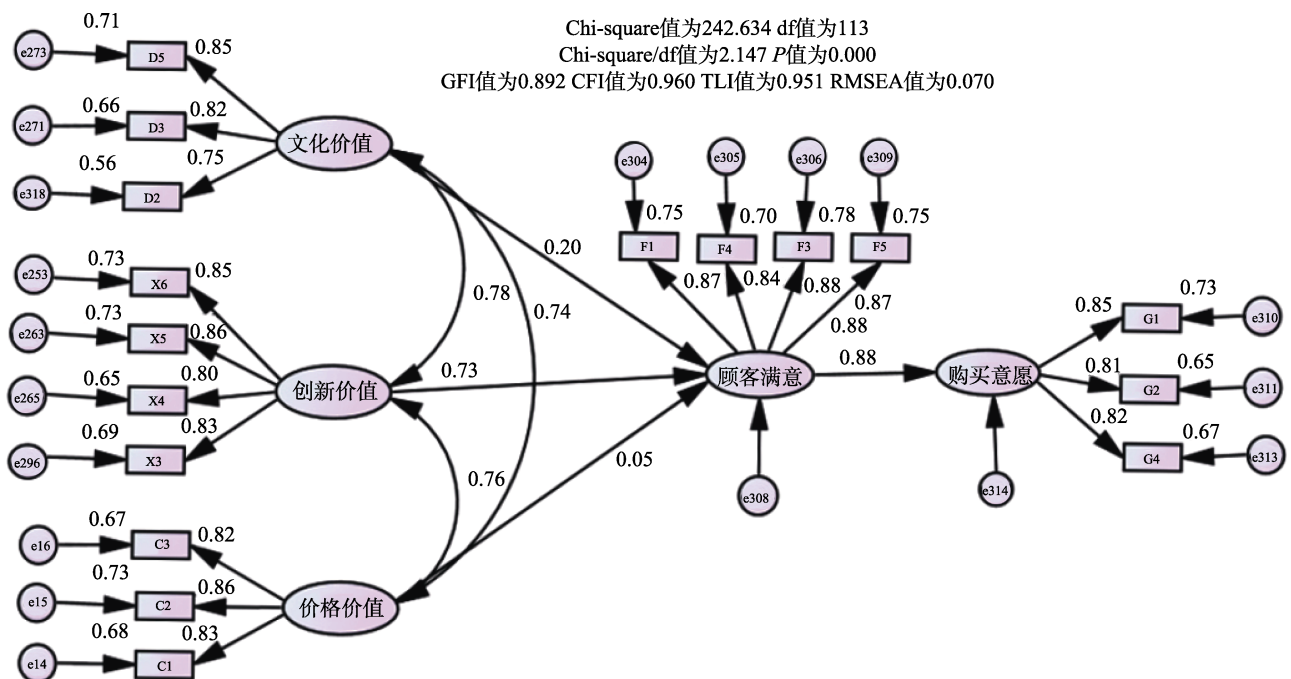 Chi-square值为242.634 df值为113
Chi-square/df值为2.147 P值为0.000
GFI值为0.892 CFI值为0.960 TLI值为0.951 RMSEA值为0.070
0.71
e273
D5
0.85
0.66
e271
D3
0.82
0.56
e318
D2
0.75
文化价值
0.73
e253
X6
0.85
0.73
e263
X5
0.86
0.65
e265
X4
0.80
0.69
e296
X3
0.83
创新价值
0.67
e16
C3
0.82
0.73
e15
C2
0.86
0.68
e14
C1
0.83
价格价值
0.78
0.74
0.76
0.20
0.73
0.05
e304
e305
e306
e309
0.75
0.70
0.78
0.75
F1
F4
F3
F5
0.87
0.84
0.88
0.87
0.88
顾客满意
e308
0.88
购买意愿
e314
0.85
G1
0.73
e310
0.81
G2
0.65
e311
0.82
G4
0.67
e313